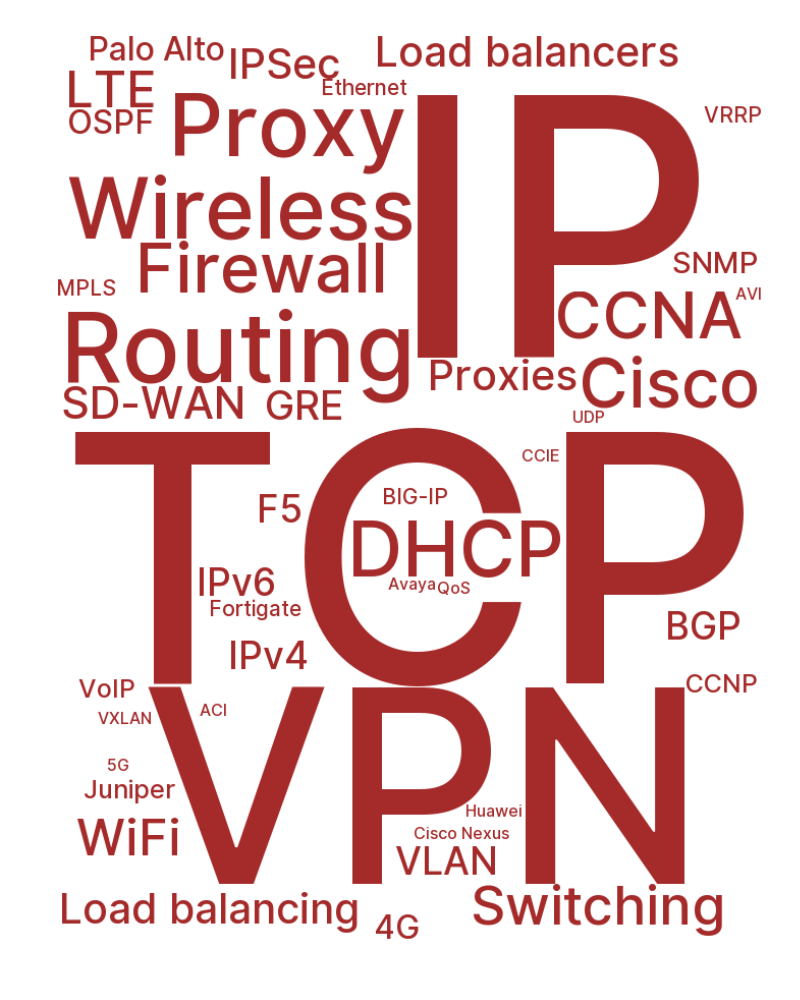 Palo Alto
IPSec
Load balancers
LTE
Ethernet
OSPF
Proxy
IP
VRRP
Wireless
Firewall
SNMP
MPLS
CCNA
AVI
Routing
Proxies
Cisco
SD-WAN
GRE
UDP
TCP
CCIE
F5
BIG-IP
DHCP
IPv6
Avaya
QoS
Fortigate
BGP
IPv4
VoIP
CCNP
VXLAN
ACI
VPN
5G
Juniper
Huawei
WiFi
Cisco Nexus
VLAN
Load balancing
Switching
4G